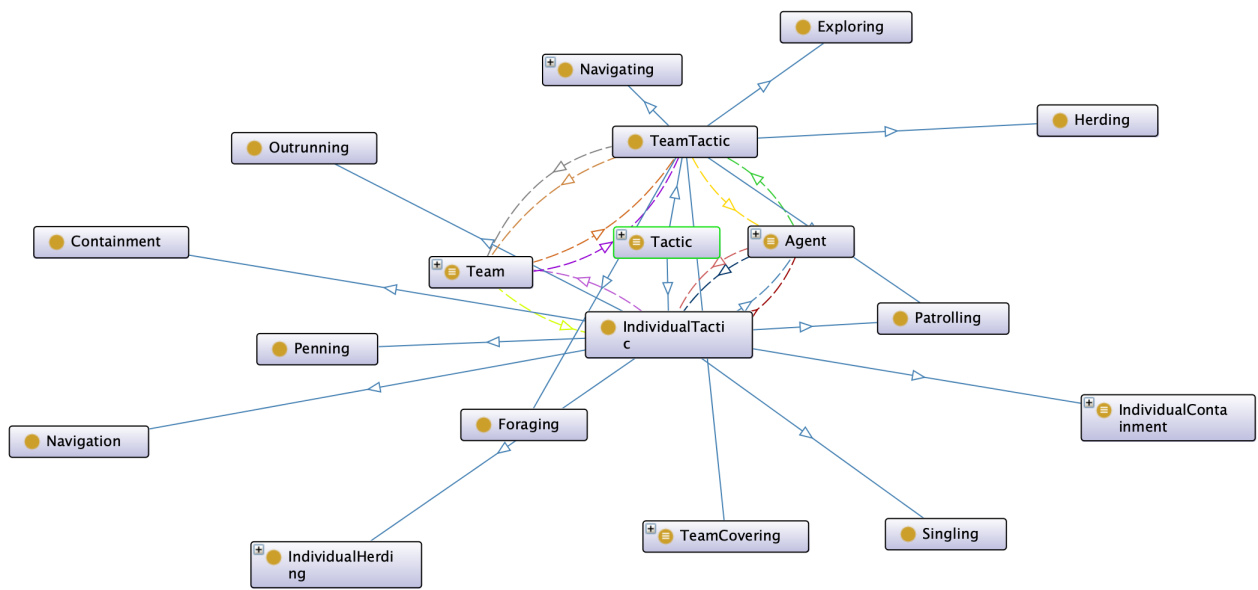 Exploring
Navigating
Herding
TeamTactic
Outrunning
Containment
Tactic
Agent
Team
Patrolling
IndividualTacti
c
Penning
IndividualConta
inment
Foraging
Navigation
TeamCovering
Singling
IndividualHerdi
ng